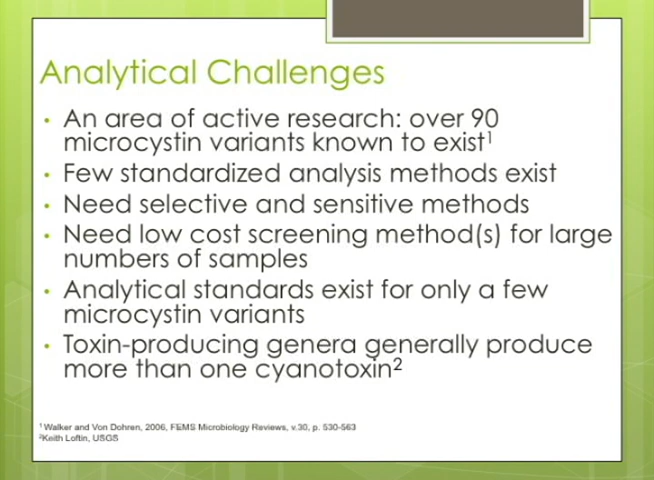 Analytical Challenges
• An area of active research: over 90
microcystin variants known to exist¹
• Few standardized analysis methods exist
• Need selective and sensitive methods
• Need low cost screening method(s) for large
numbers of samples
• Analytical standards exist for only a few
microcystin variants
• Toxin-producing genera generally produce
more than one cyanotoxin²
¹ Walker and Von Dohren, 2006, FEMS Microbiology Reviews, v.30, p. 530-563
²Keith Loftin, USGS